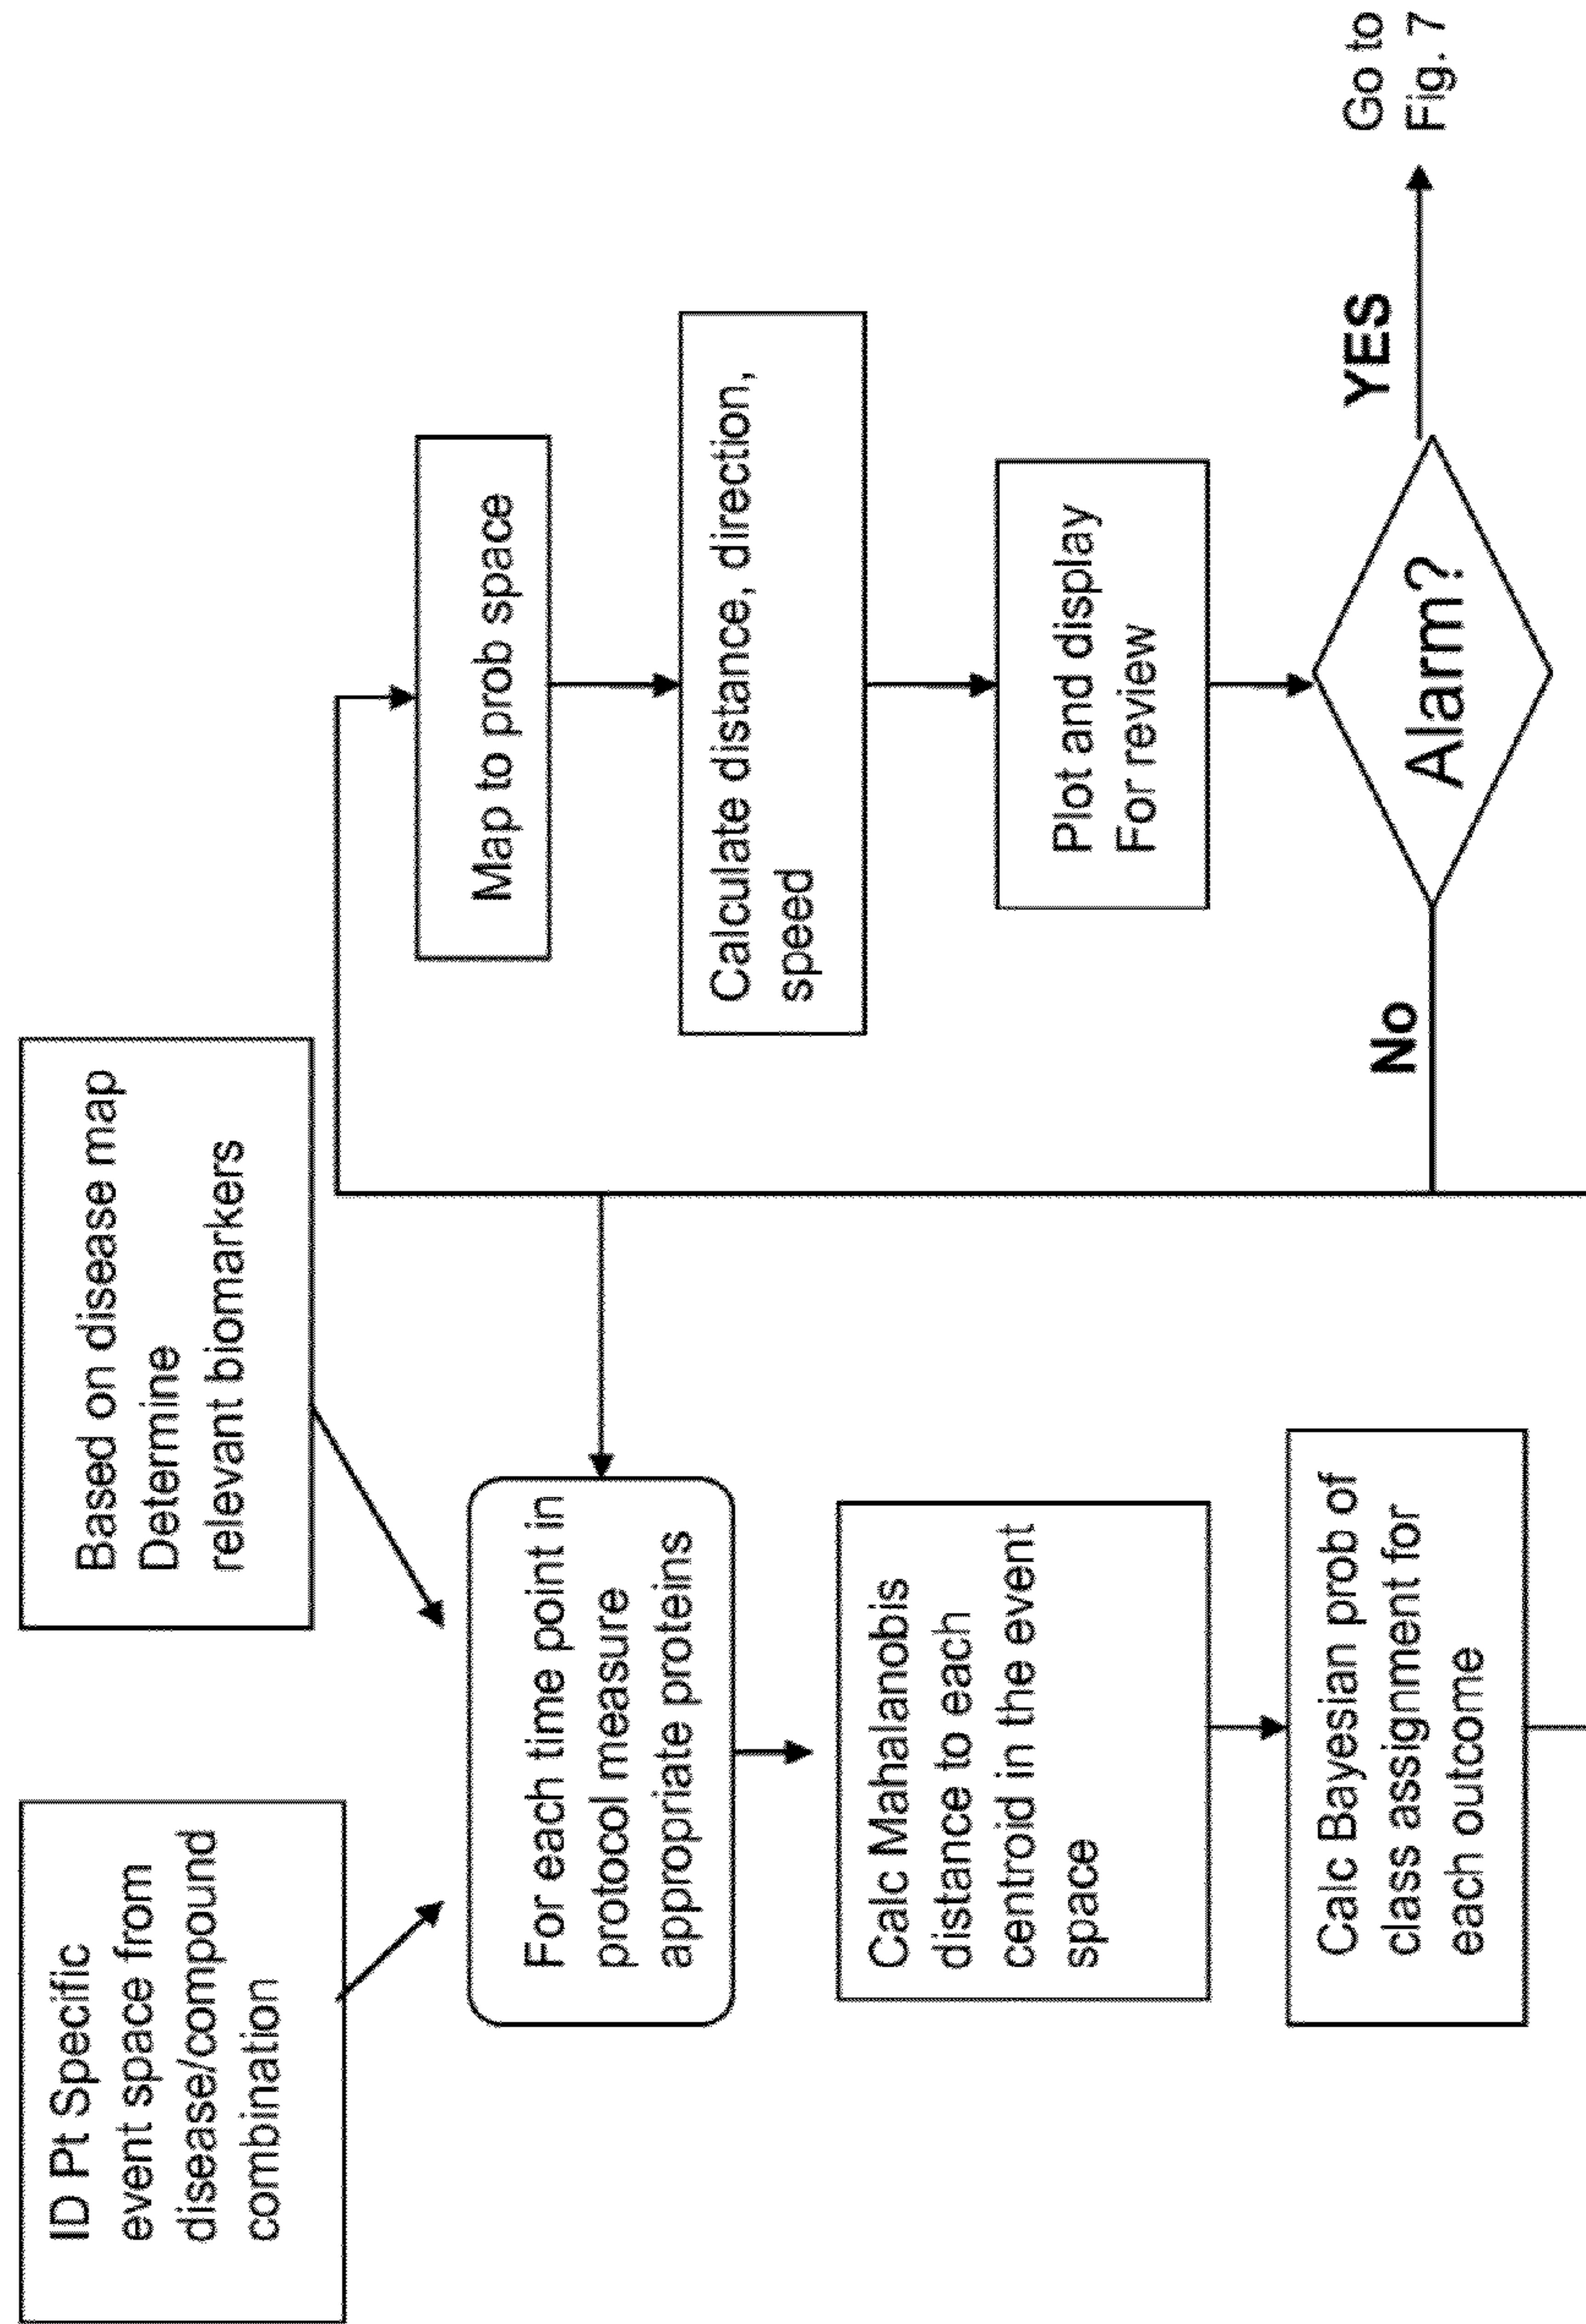 ID Pt Specific
event space from
disease/compound
combination
Based on disease map
Determine
relevant biomarkers
For each time point in
protocol measure
appropriate proteins
Calc Mahalanobis
distance to each
centroid in the event
space
Calc Bayesian prob of
class assignment for
each outcome
Map to prob space
Calculate distance, direction,
speed
Plot and display
For review
Alarm?
No
YES
Go to
Fig. 7